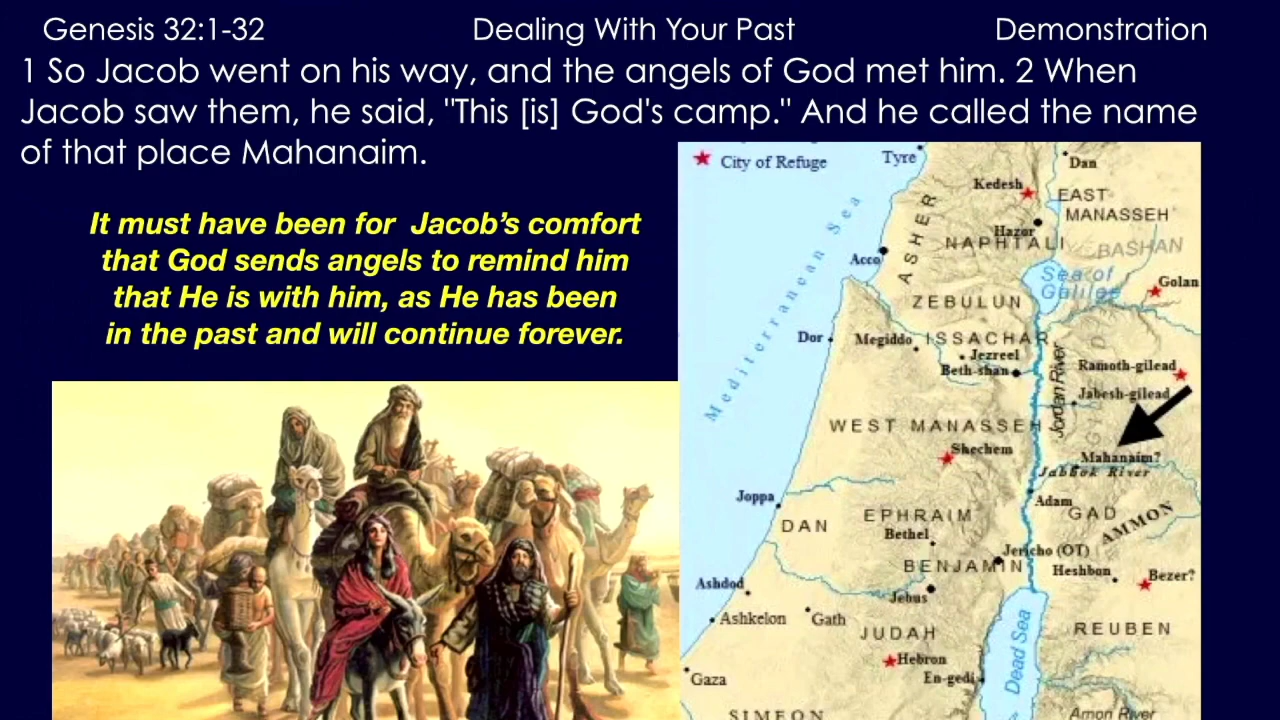 Genesis 32:1-32 Dealing With Your Past Demonstration
1 So Jacob went on his way, and the angels of God met him. 2 When
Jacob saw them, he said, "This [is] God's camp." And he called the name
of that place Mahanaim.
It must have been for Jacob's comfort
that God sends angels to remind him
that He is with him, as He has been
in the past and will continue forever.
City of Refuge
Tyre
Dan
Kedesh
EAST
MANASSEH
Hazor
NAPHTALI
BASHAN
ASHER
Acco
Sea of
Galilee
Golan
ZEBULUN
Mediterranean Sea
Dor
Megiddo
ISSACHAR
Jezreel
Beth-shan
Jordan River
Ramoth-gilead
Jabesh-gilead
GILEAD
WEST MANASSEH
Shechem
Mahanaim?
Jabbok River
Joppa
Adam
DAN
EPHRAIM
GAD
AMMON
Bethel
Jericho (OT)
BENJAMIN
Heshbon
Bezer?
Ashdod
Jebus
Ashkelon
Gath
JUDAH
REUBEN
Dead Sea
Hebron
En-gedi
Gaza
SIMEON
Arnon River